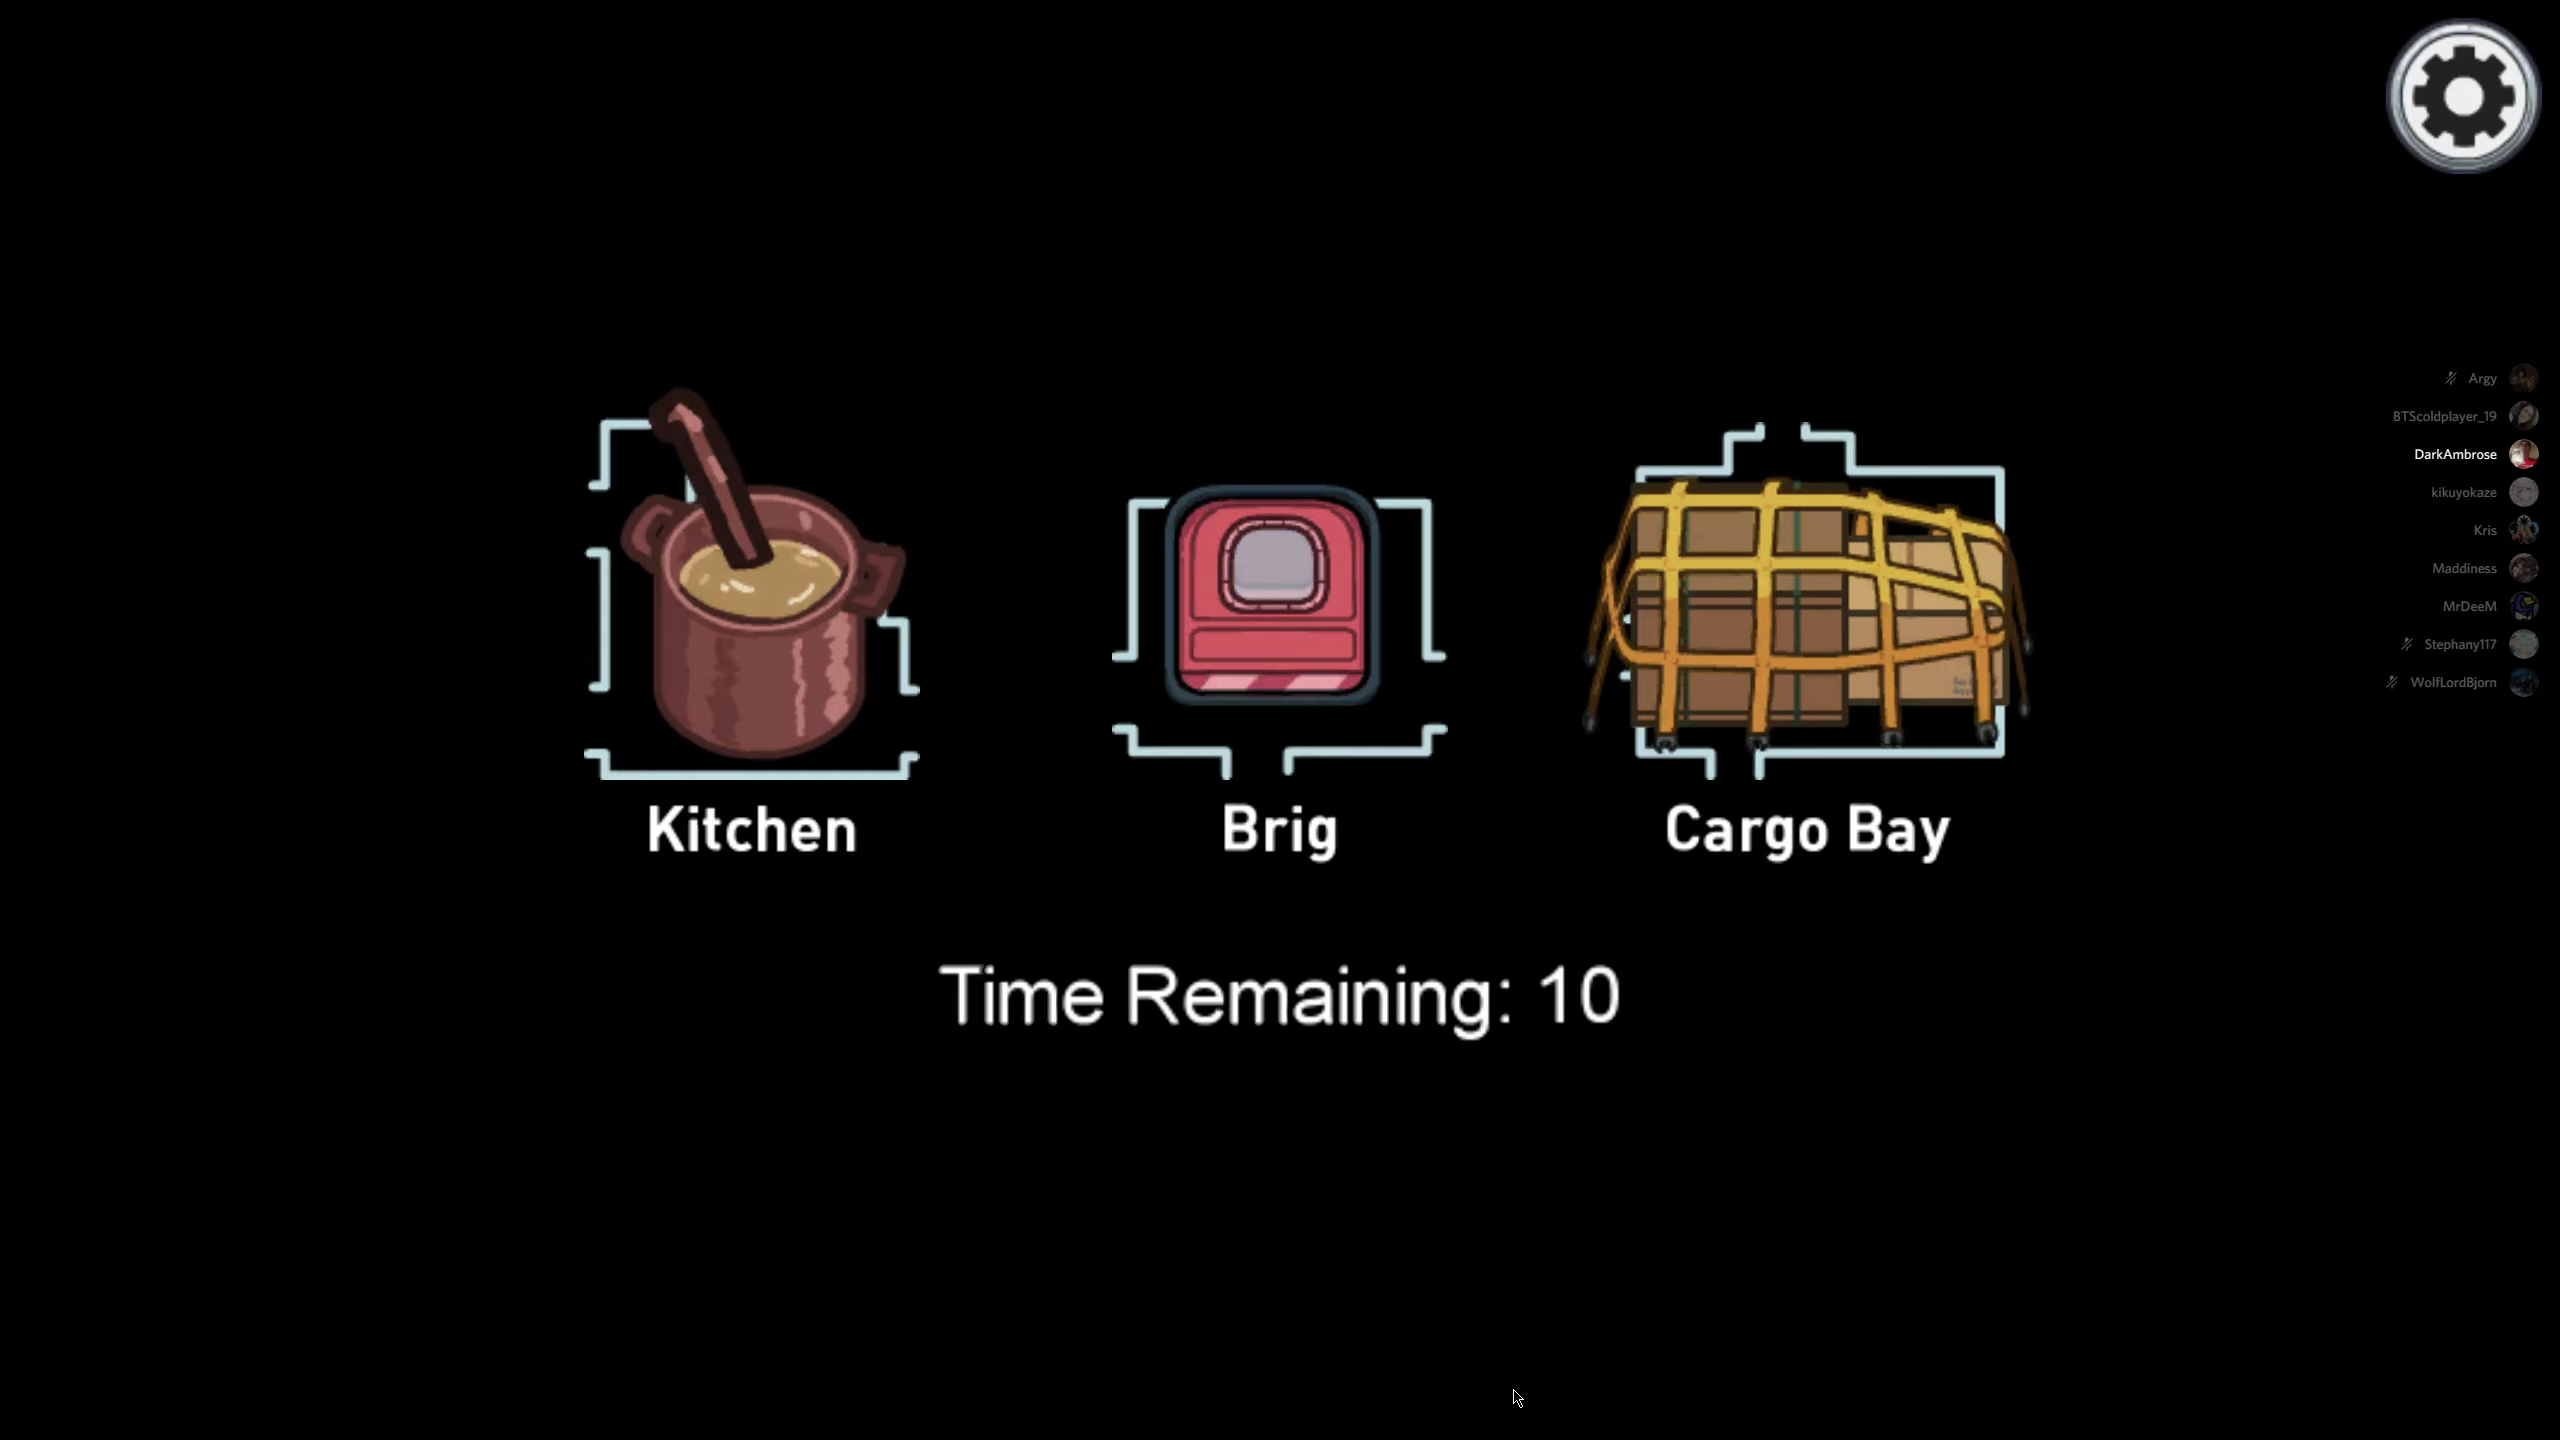 Argy
BTScoldplayer_19
DarkAmbrose
kikuyokaze
Kris
Maddiness
MrDeeM
Stephany117
WolfLordBjorn
Kitchen
Brig
Cargo Bay
Time Remaining: 10